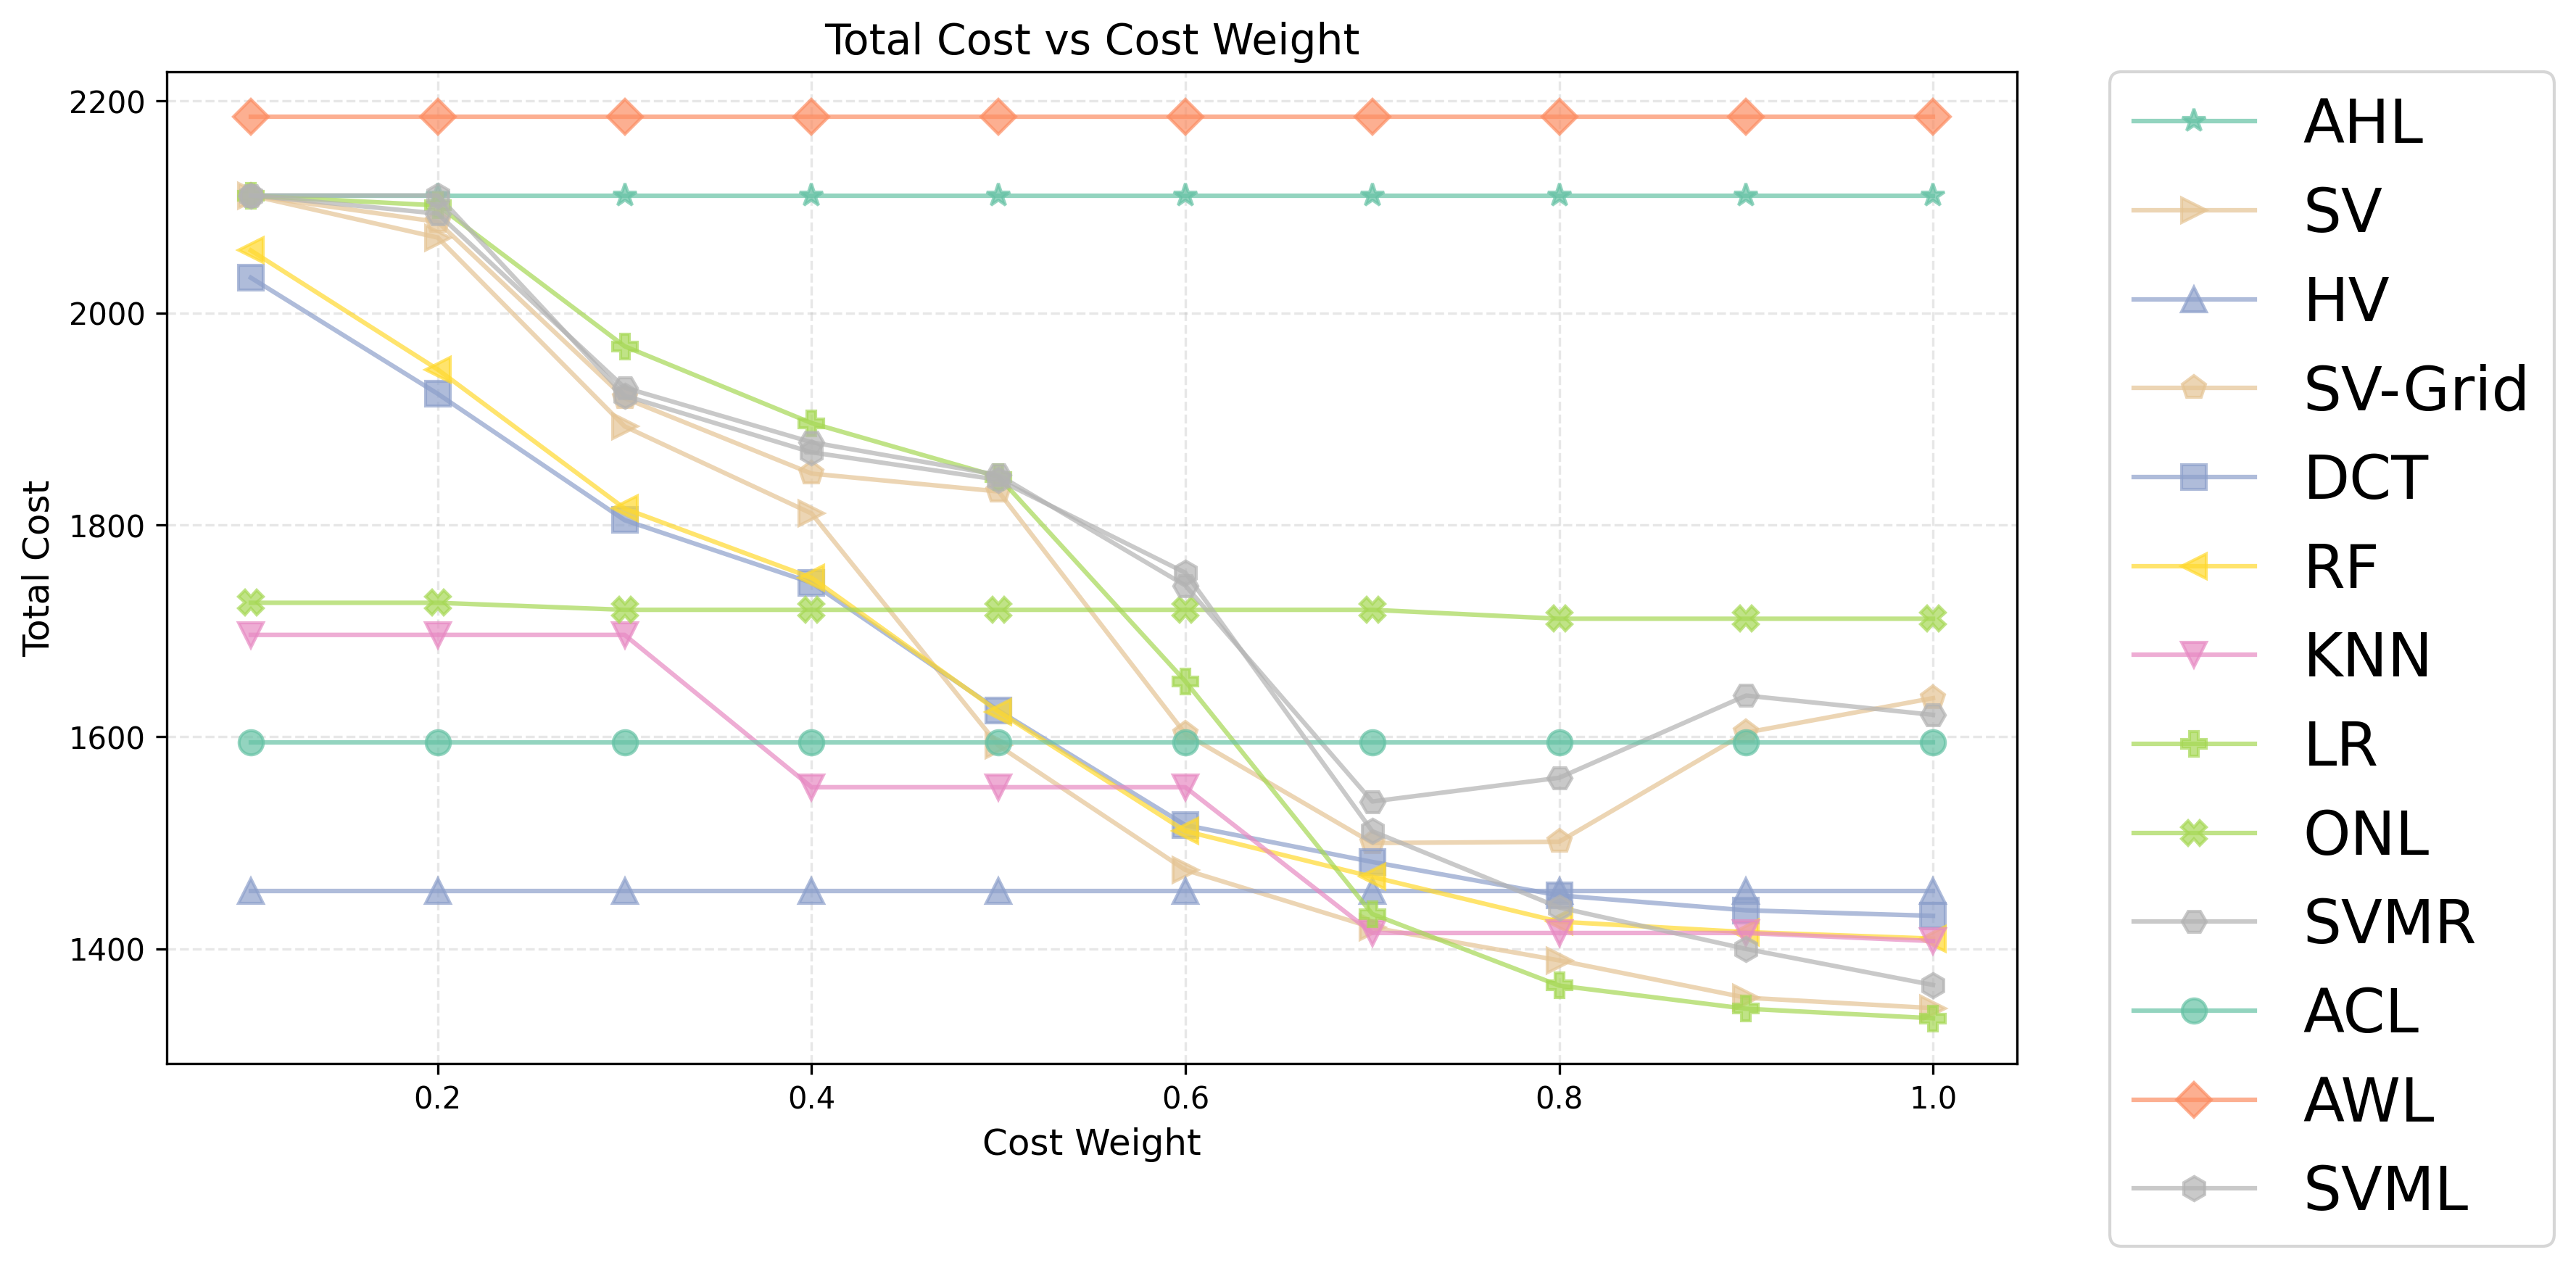 Total Cost vs Cost Weight
2200
2000
1800
1600
1400
Total Cost
0.2 0.4 0.6 0.8 1.0
Cost Weight
AHL
SV
HV
SV-Grid
DCT
RF
KNN
LR
ONL
SVMR
ACL
AWL
SVML